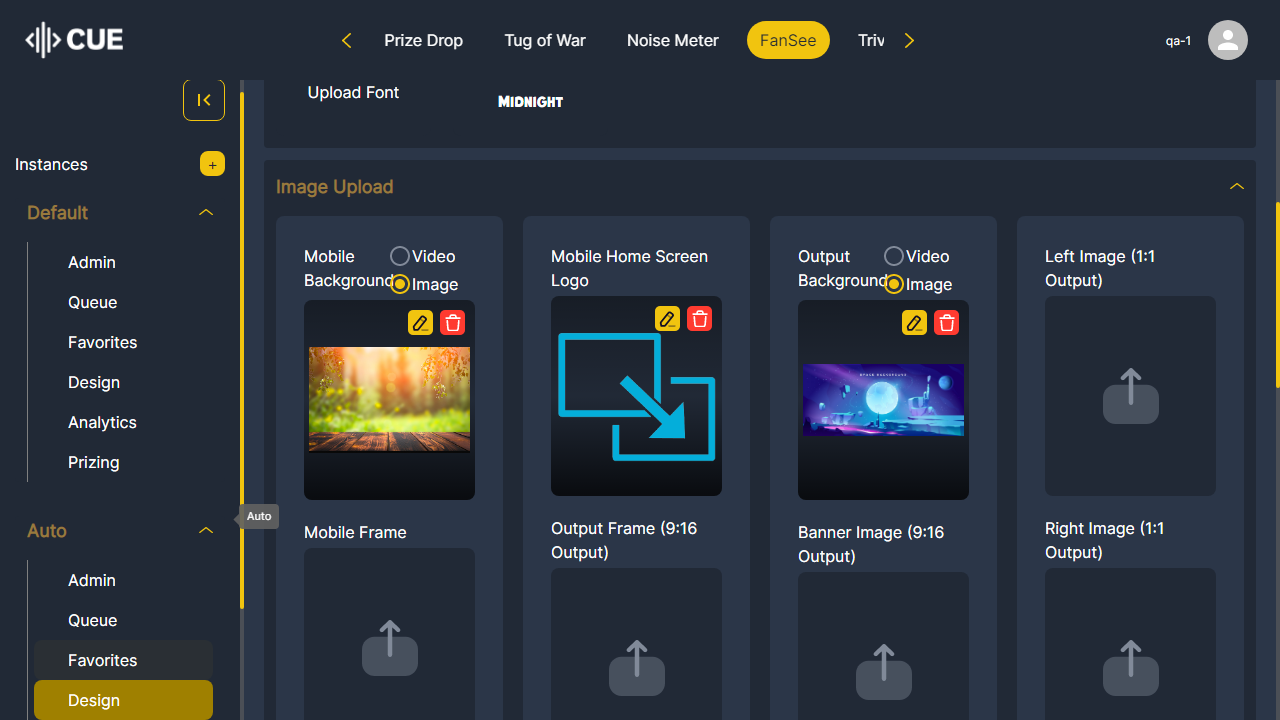 CUE
Prize Drop
Tug of War
Noise Meter
FanSee
Triv
qa-1
Instances
+
Default
Admin
Queue
Favorites
Design
Analytics
Prizing
Auto
Auto
Admin
Queue
Favorites
Design
Upload Font
MIDNIGHT
Image Upload
Mobile
Background
Video
Image
Mobile Home Screen
Logo
Output
Background
Video
Image
SPACE BACKGROUND
Left Image (1:1
Output)
Mobile Frame
Output Frame (9:16
Output)
Banner Image (9:16
Output)
Right Image (1:1
Output)